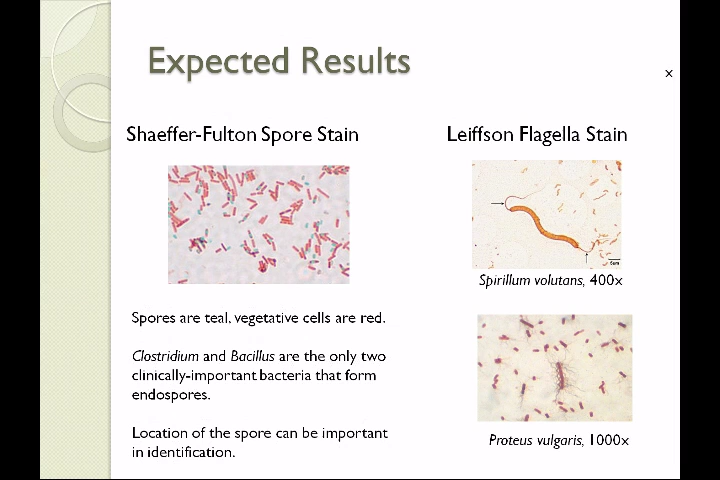 Expected Results
x
Shaeffer-Fulton Spore Stain
Leiffson Flagella Stain
Spirillum volutans, 400x
Spores are teal, vegetative cells are red.
Clostridium and Bacillus are the only two
clinically-important bacteria that form
endospores.
Location of the spore can be important
in identification.
Proteus vulgaris, 1000x